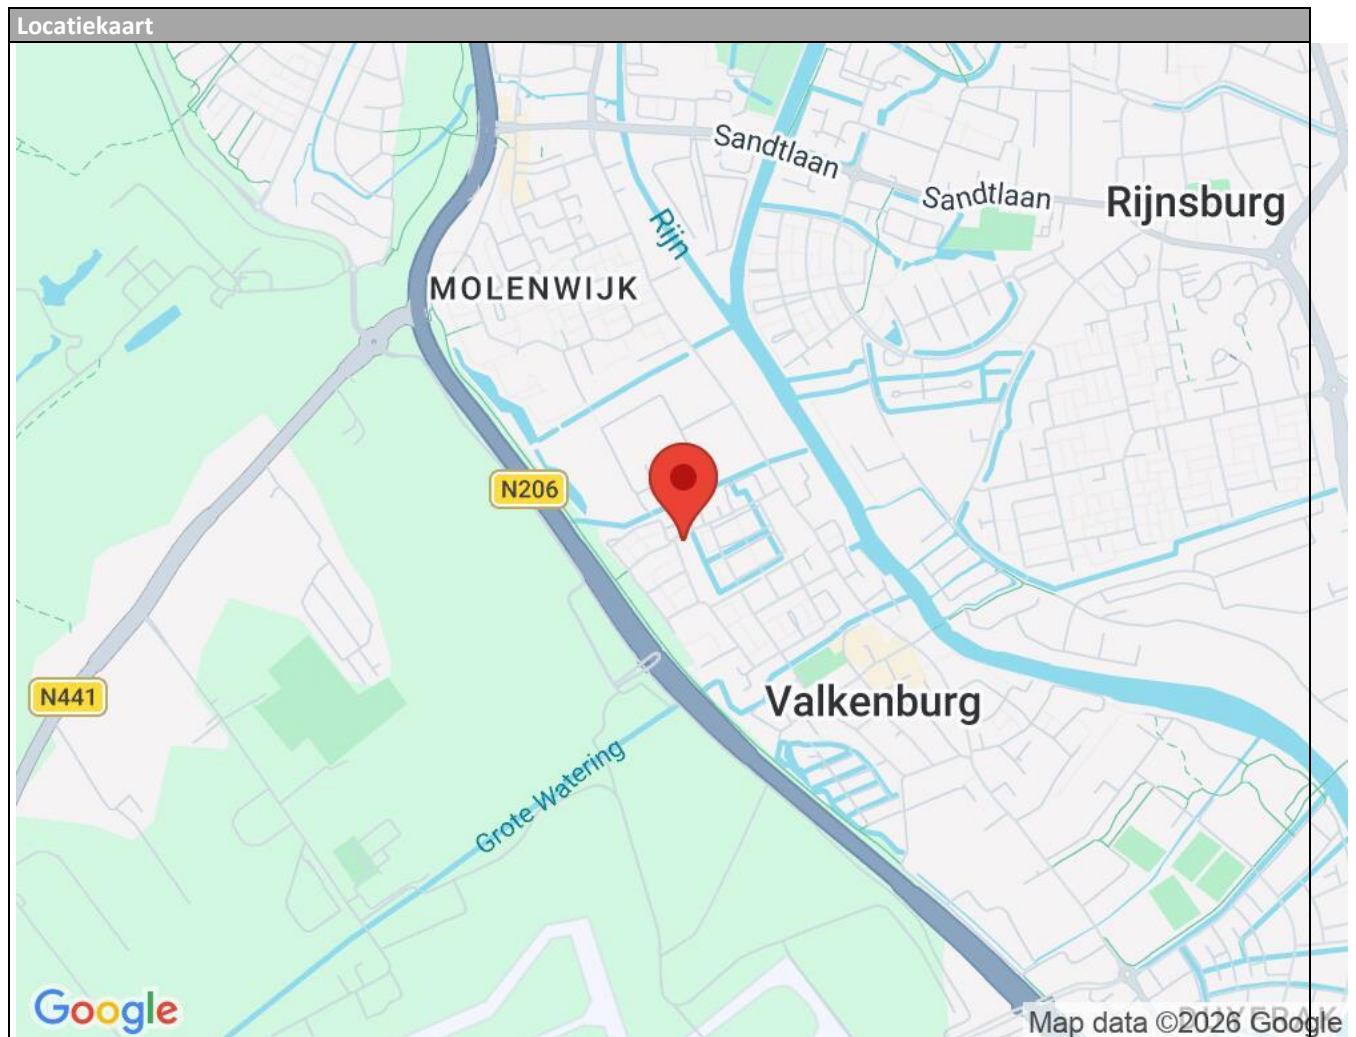 Locatiekaart
Sandtlaan
Sandtlaan
Rijnsburg
Rijn
MOLENWIJK
N206
N441
Valkenburg
Grote Watering
Google
Map data ©2026 Google